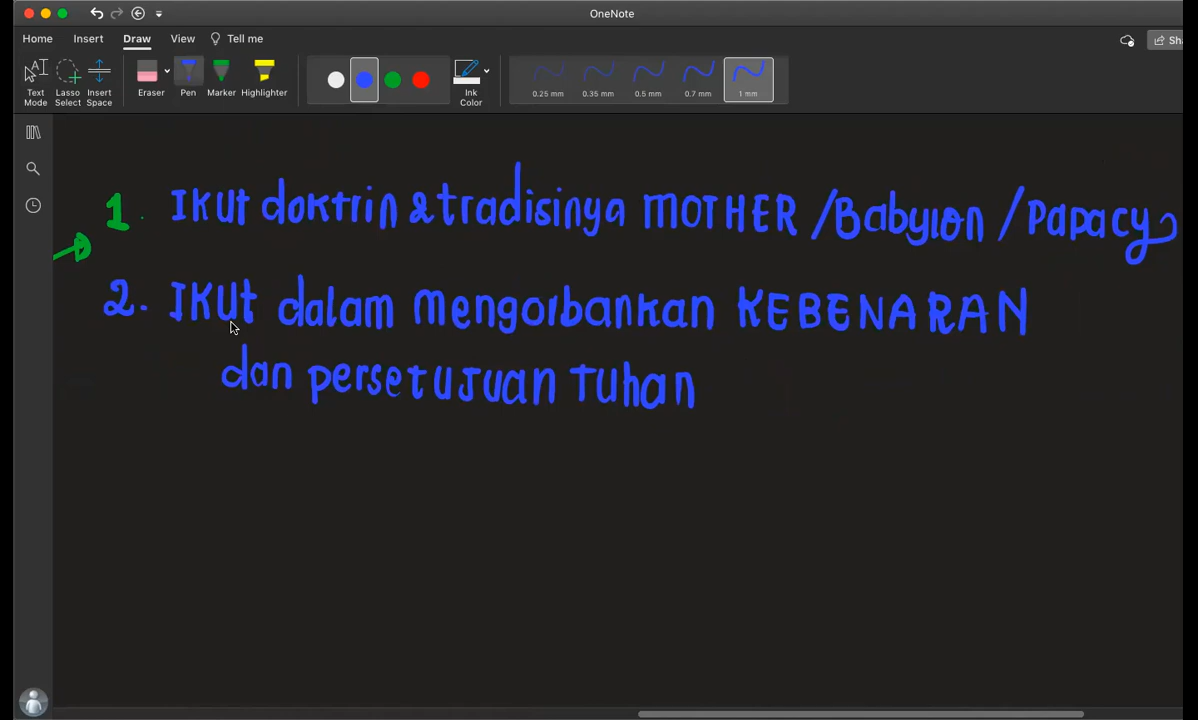 OneNote
Home Insert Draw View Tell me
Sha
Text Mode
Lasso Select
Insert Space
Eraser
Pen
Marker
Highlighter
Ink Color
0.25 mm
0.35 mm
0.5 mm
0.7 mm
1 mm
1. Ikut doktrin & tradisinya MOTHER / Babylon / Papacy
2. Ikut dalam mengorbankan KEBENARAN
dan persetujuan Tuhan